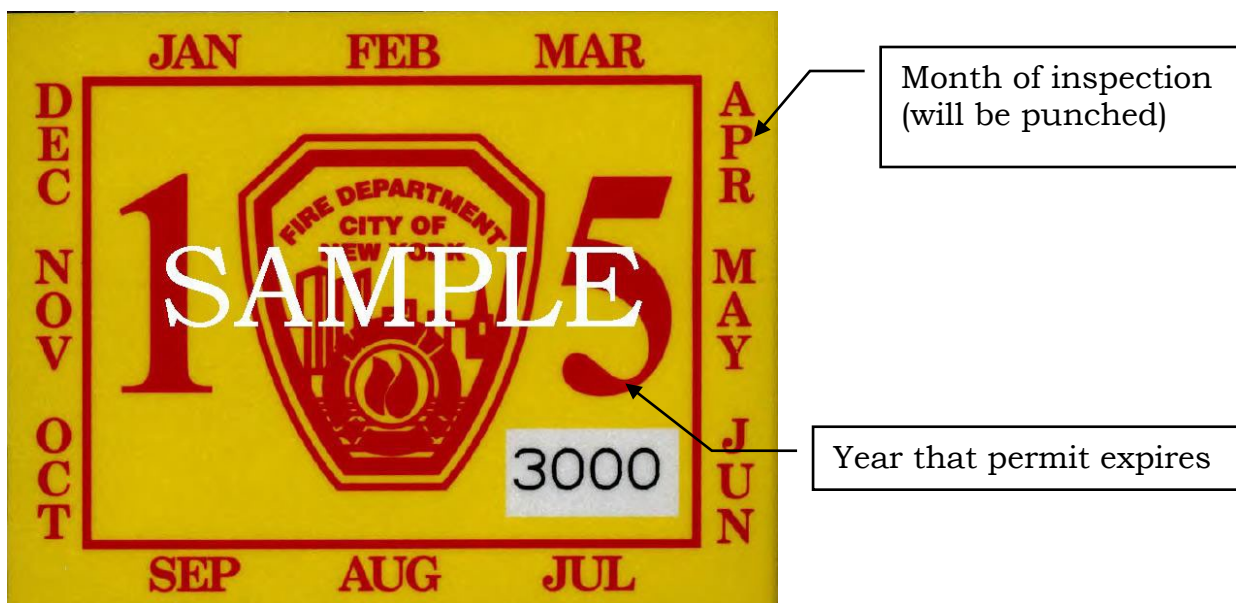 JAN FEB MAR
APR MAY JUN
JUL AUG SEP
OCT NOV DEC
1 5
FIRE DEPARTMENT
CITY OF
NEW YORK
SAMPLE
3000
Month of inspection
(will be punched)
Year that permit expires